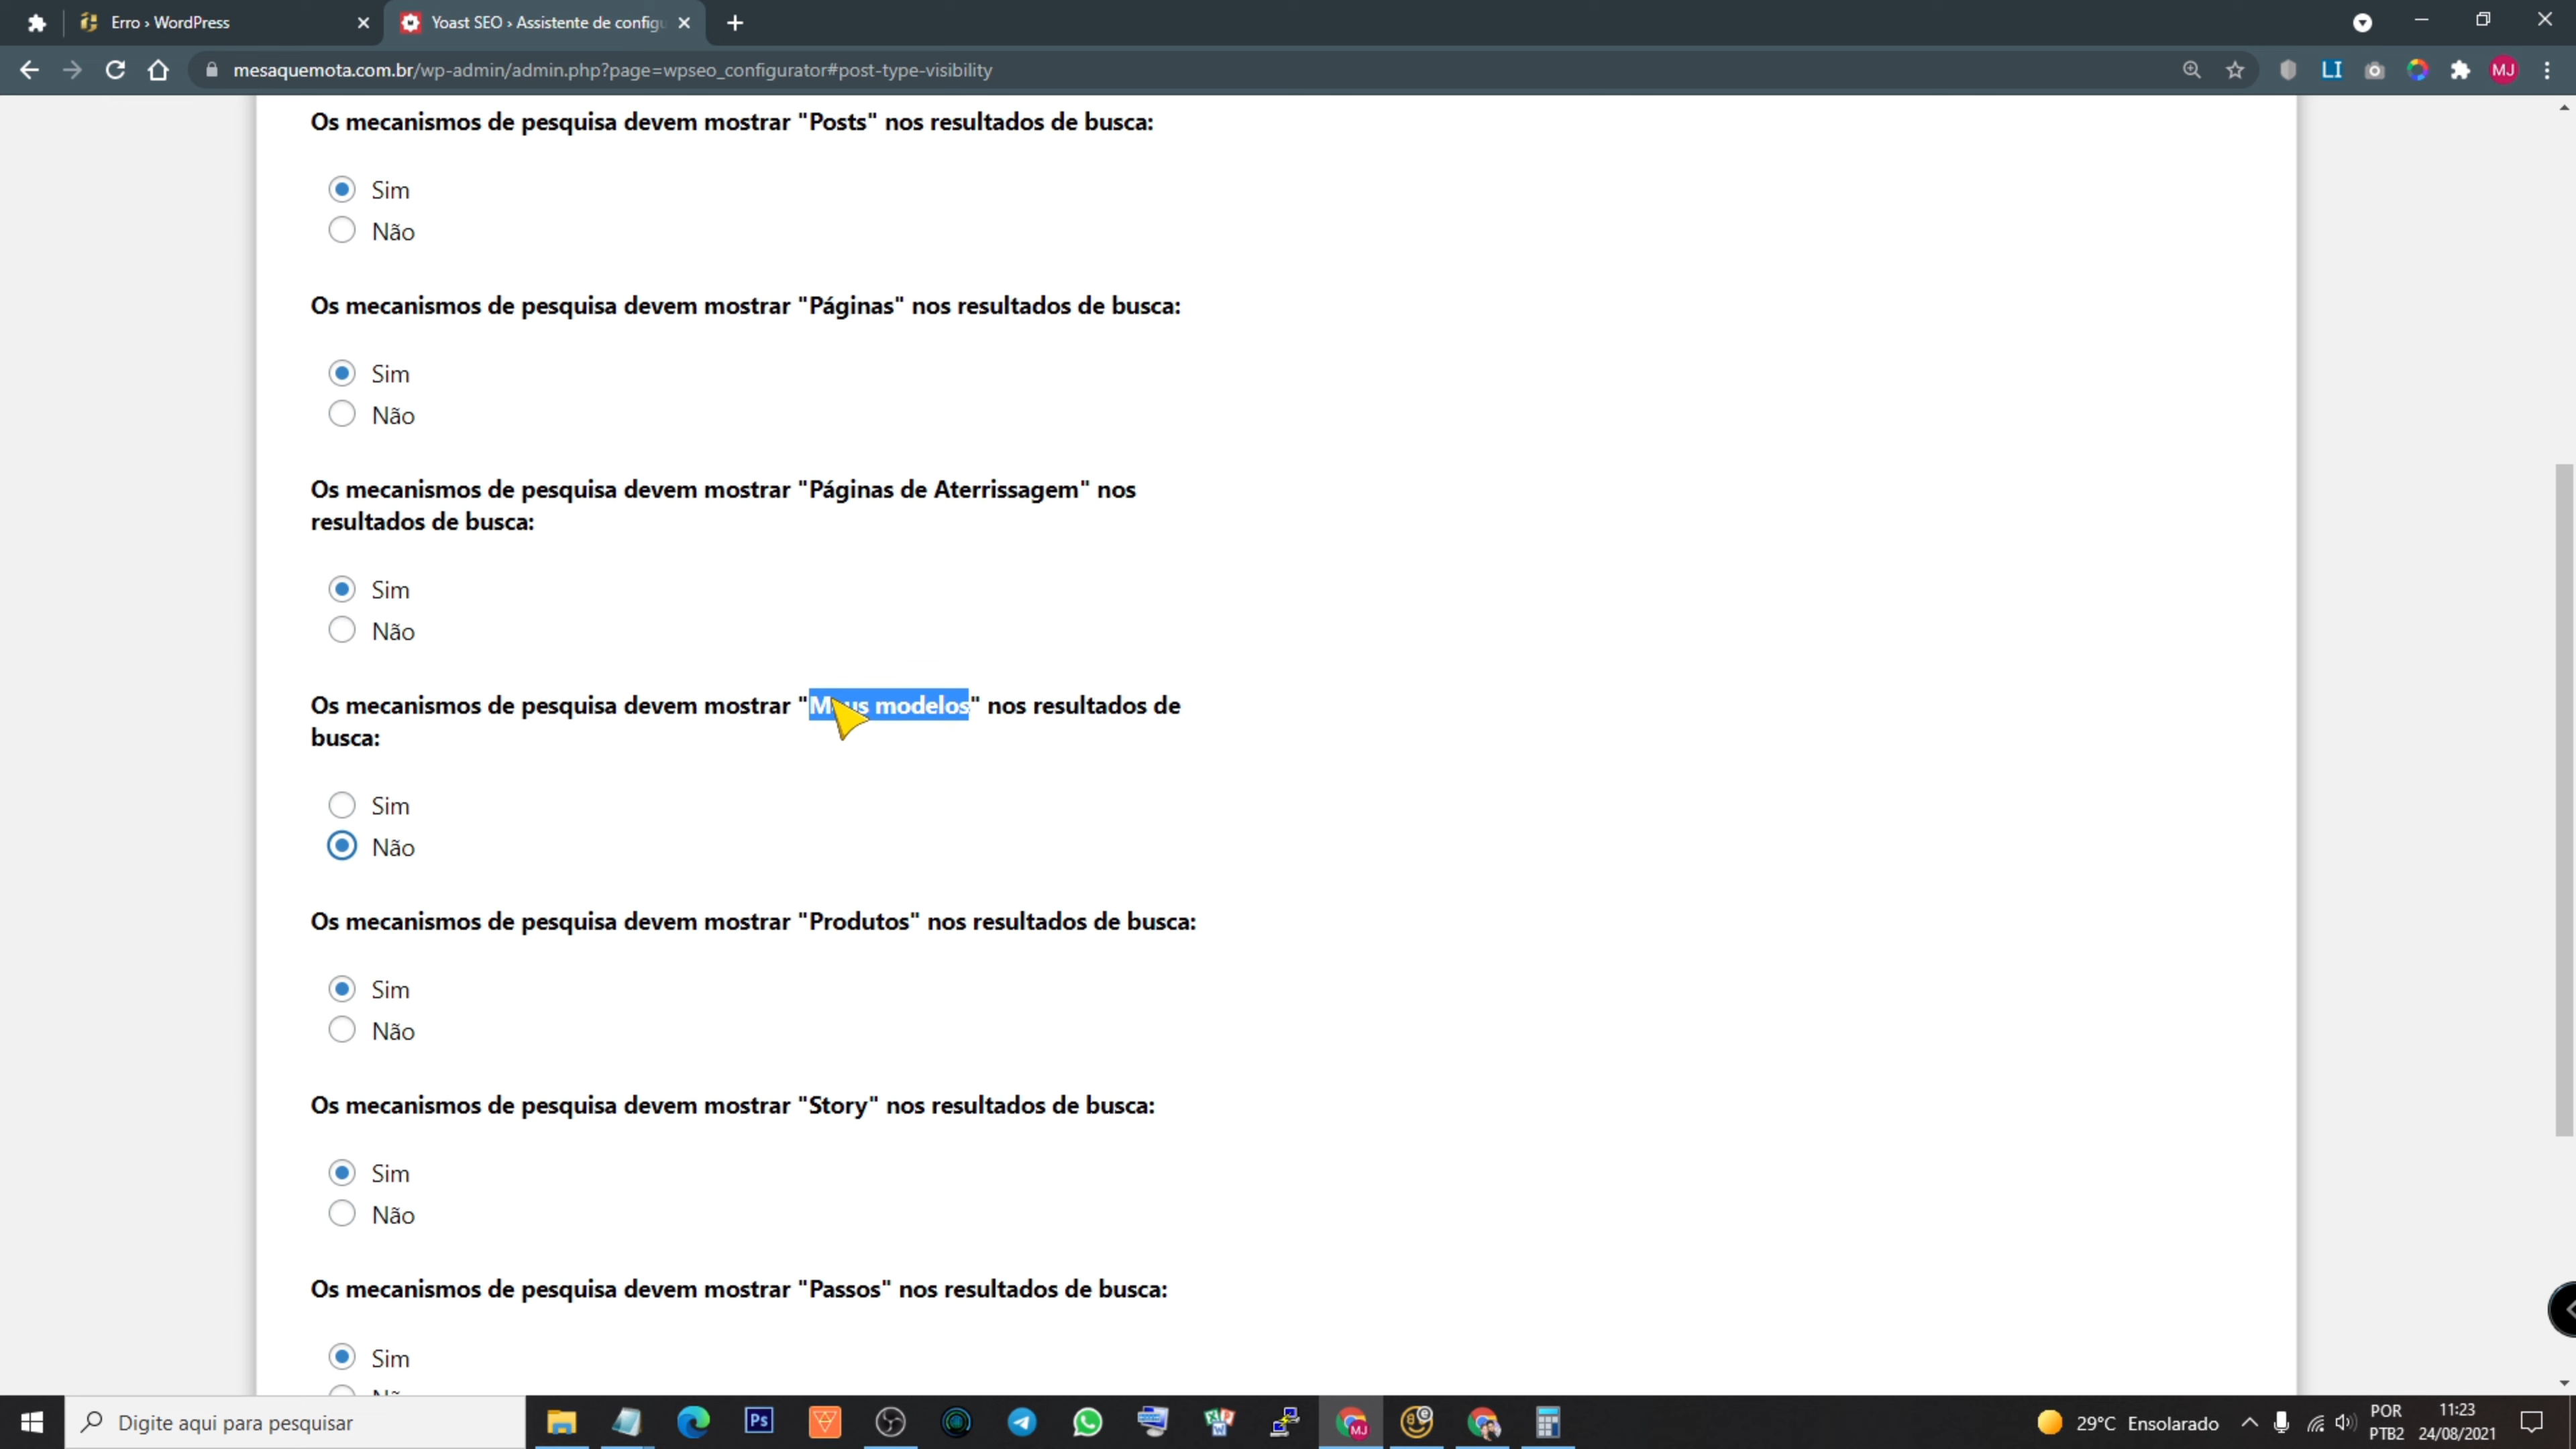 Erro › WordPress
Yoast SEO › Assistente de configu
mesaquemota.com.br/wp-admin/admin.php?page=wpseo_configurator#post-type-visibility
LI
MJ
Os mecanismos de pesquisa devem mostrar "Posts" nos resultados de busca:
Sim
Não
Os mecanismos de pesquisa devem mostrar "Páginas" nos resultados de busca:
Sim
Não
Os mecanismos de pesquisa devem mostrar "Páginas de Aterrissagem" nos
resultados de busca:
Sim
Não
Os mecanismos de pesquisa devem mostrar "Meus modelos" nos resultados de
busca:
Sim
Não
Os mecanismos de pesquisa devem mostrar "Produtos" nos resultados de busca:
Sim
Não
Os mecanismos de pesquisa devem mostrar "Story" nos resultados de busca:
Sim
Não
Os mecanismos de pesquisa devem mostrar "Passos" nos resultados de busca:
Sim
Digite aqui para pesquisar
Ps
MJ
29°C Ensolarado
POR
PTB2
11:23
24/08/2021